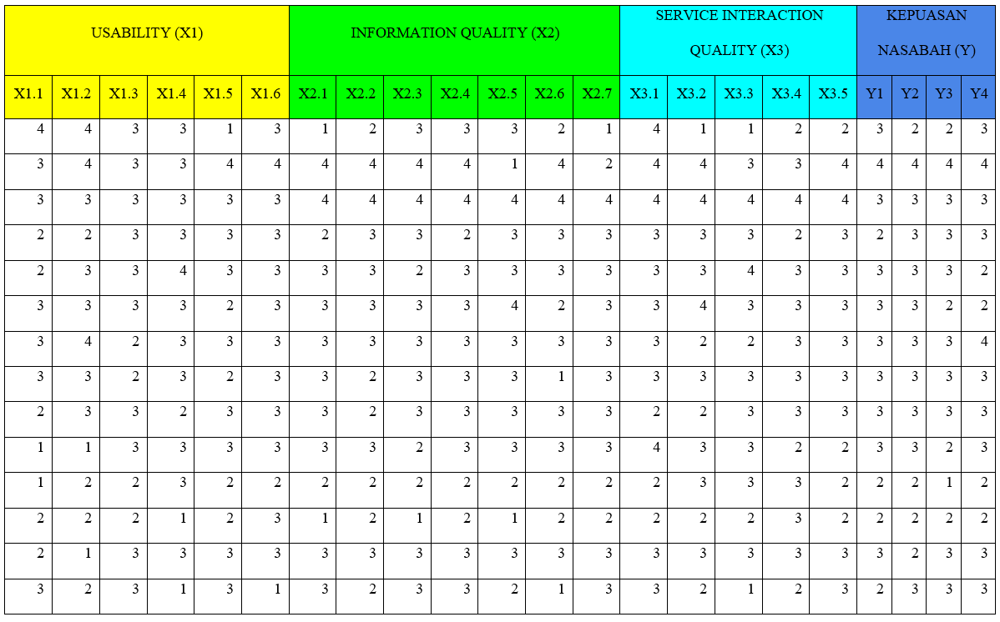 USABILITY (X1) INFORMATION QUALITY (X2) SERVICE INTERACTION QUALITY (X3) KEPUASAN NASABAH (Y)
X1.1 X1.2 X1.3 X1.4 X1.5 X1.6 X2.1 X2.2 X2.3 X2.4 X2.5 X2.6 X2.7 X3.1 X3.2 X3.3 X3.4 X3.5 Y1 Y2 Y3 Y4
4 4 3 3 1 3 1 2 3 3 3 2 1 4 1 1 2 2 3 2 2 3
3 4 3 3 4 4 4 4 4 4 1 4 2 4 4 3 3 4 4 4 4 4
3 3 3 3 3 3 4 4 4 4 4 4 4 4 4 4 4 4 3 3 3 3
2 2 3 3 3 3 2 3 3 2 3 3 3 3 3 3 2 3 2 3 3 3
2 3 3 4 3 3 3 3 2 3 3 3 3 3 3 4 3 3 3 3 3 2
3 3 3 3 2 3 3 3 3 3 4 2 3 3 4 3 3 3 3 3 2 2
3 4 2 3 3 3 3 3 3 3 3 3 3 3 2 2 3 3 3 3 3 4
3 3 2 3 2 3 3 2 3 3 3 1 3 3 3 3 3 3 3 3 3 3
2 3 3 2 3 3 3 2 3 3 3 3 3 2 2 3 3 3 3 3 3 3
1 1 3 3 3 3 3 3 2 3 3 3 3 4 3 3 2 2 3 3 2 3
1 2 2 3 2 2 2 2 2 2 2 2 2 2 3 3 3 2 2 2 1 2
2 2 2 1 2 3 1 2 1 2 1 2 2 2 2 2 3 2 2 2 2 2
2 1 3 3 3 3 3 3 3 3 3 3 3 3 3 3 3 3 3 2 3 3
3 2 3 1 3 1 3 2 3 3 2 1 3 3 2 1 2 3 2 3 3 3